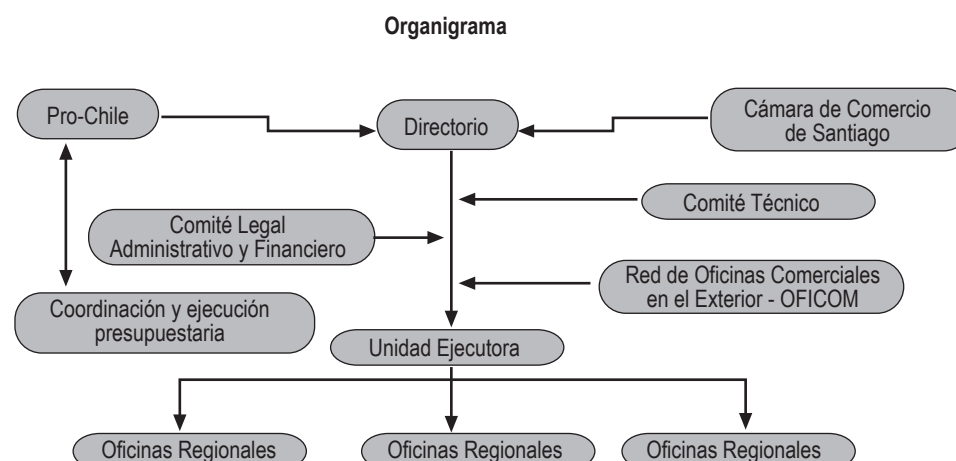 Organigrama
Pro-Chile
Directorio
Cámara de Comercio
de Santiago
Comité Técnico
Comité Legal
Administrativo y Financiero
Red de Oficinas Comerciales
en el Exterior - OFICOM
Coordinación y ejecución
presupuestaria
Unidad Ejecutora
Oficinas Regionales
Oficinas Regionales
Oficinas Regionales